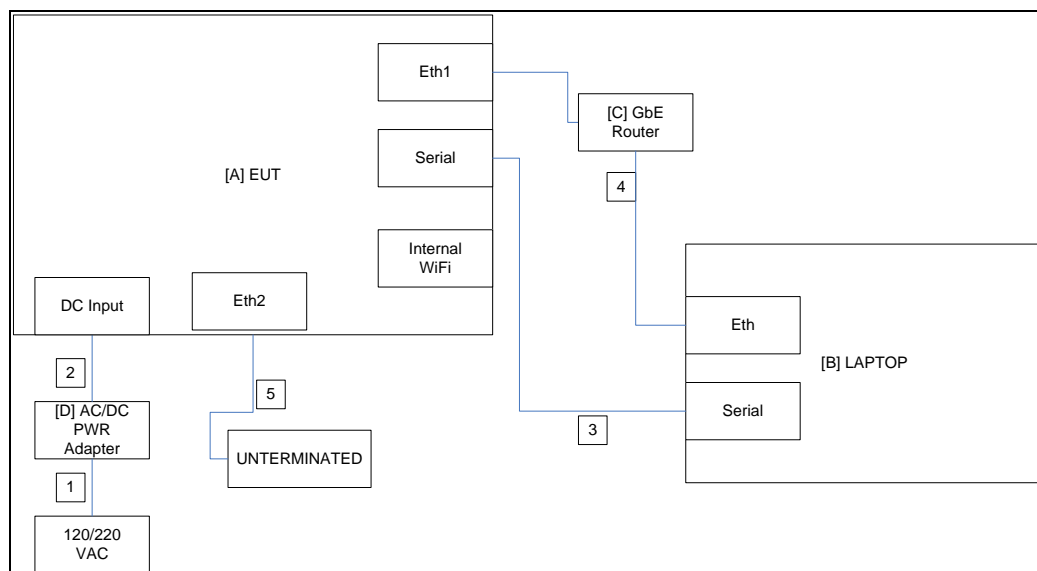 Eth1
[C] GbE
Router
Serial
[A] EUT
4
Internal
WiFi
DC Input
Eth2
Eth
[B] LAPTOP
2
5
[D] AC/DC
PWR
Adapter
Serial
3
UNTERMINATED
1
120/220
VAC